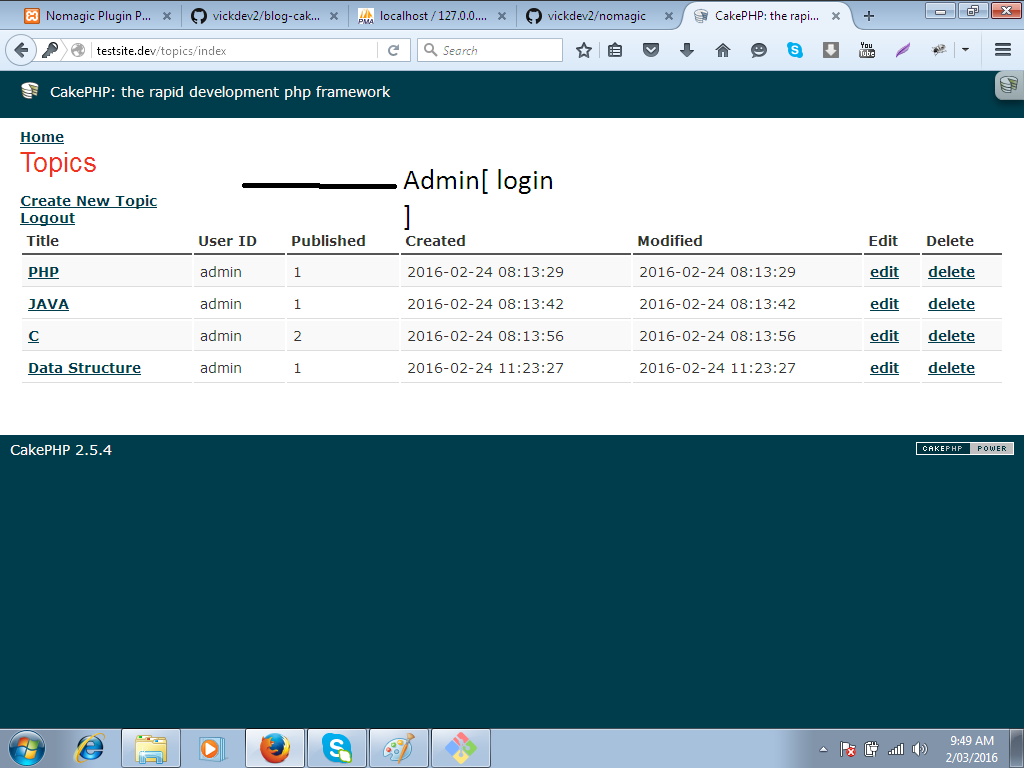 Nomagic Plugin P...
vickdev2/blog-cak...
localhost / 127.0.0....
vickdev2/nomagic
CakePHP: the rapi...
testsite.dev/topics/index
Search
You Tube
CakePHP: the rapid development php framework
Home
Topics
Admin[ login
]
Create New Topic
Logout
Title User ID Published Created Modified Edit Delete
PHP admin 1 2016-02-24 08:13:29 2016-02-24 08:13:29 edit delete
JAVA admin 1 2016-02-24 08:13:42 2016-02-24 08:13:42 edit delete
C admin 2 2016-02-24 08:13:56 2016-02-24 08:13:56 edit delete
Data Structure admin 1 2016-02-24 11:23:27 2016-02-24 11:23:27 edit delete
CakePHP 2.5.4
CAKEPHP POWER
9:49 AM
2/03/2016